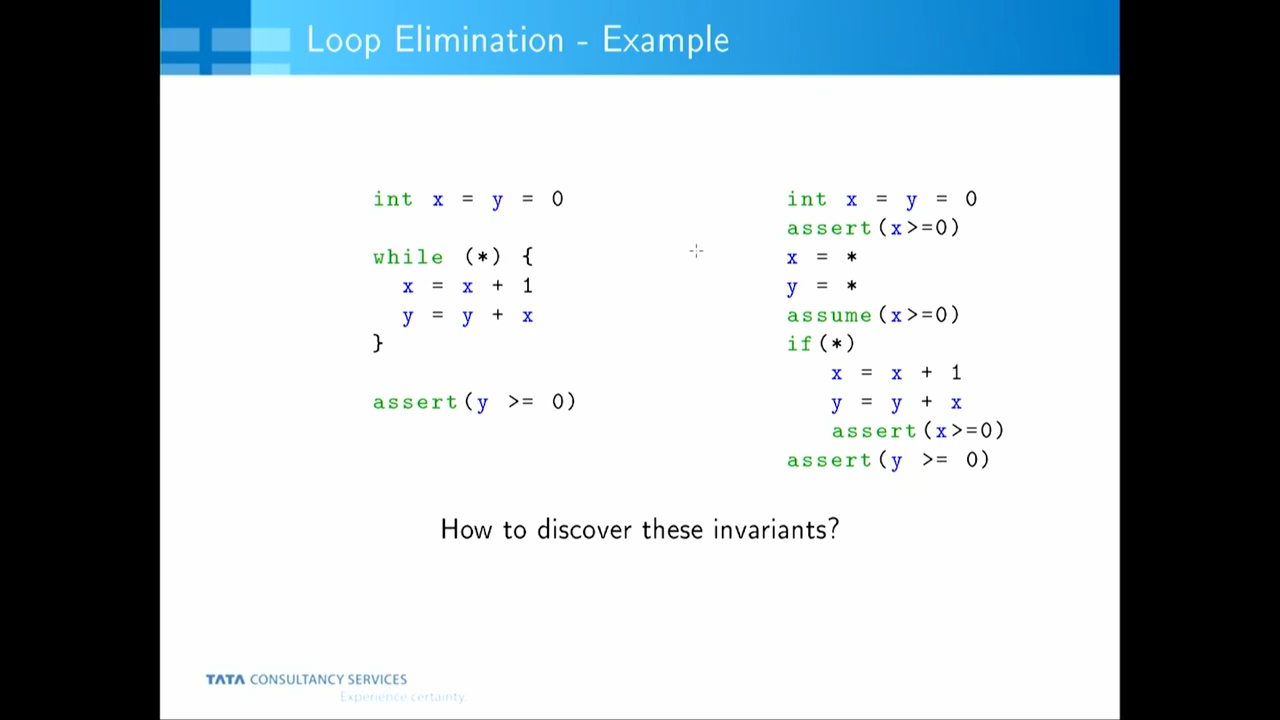 Loop Elimination - Example
int x = y = 0
while (*) {
x = x + 1
y = y + x
}
assert(y >= 0)
int x = y = 0
assert(x>=0)
x = *
y = *
assume(x>=0)
if(*)
x = x + 1
y = y + x
assert(x>=0)
assert(y >= 0)
How to discover these invariants?
TATA CONSULTANCY SERVICES
Experience certainty.